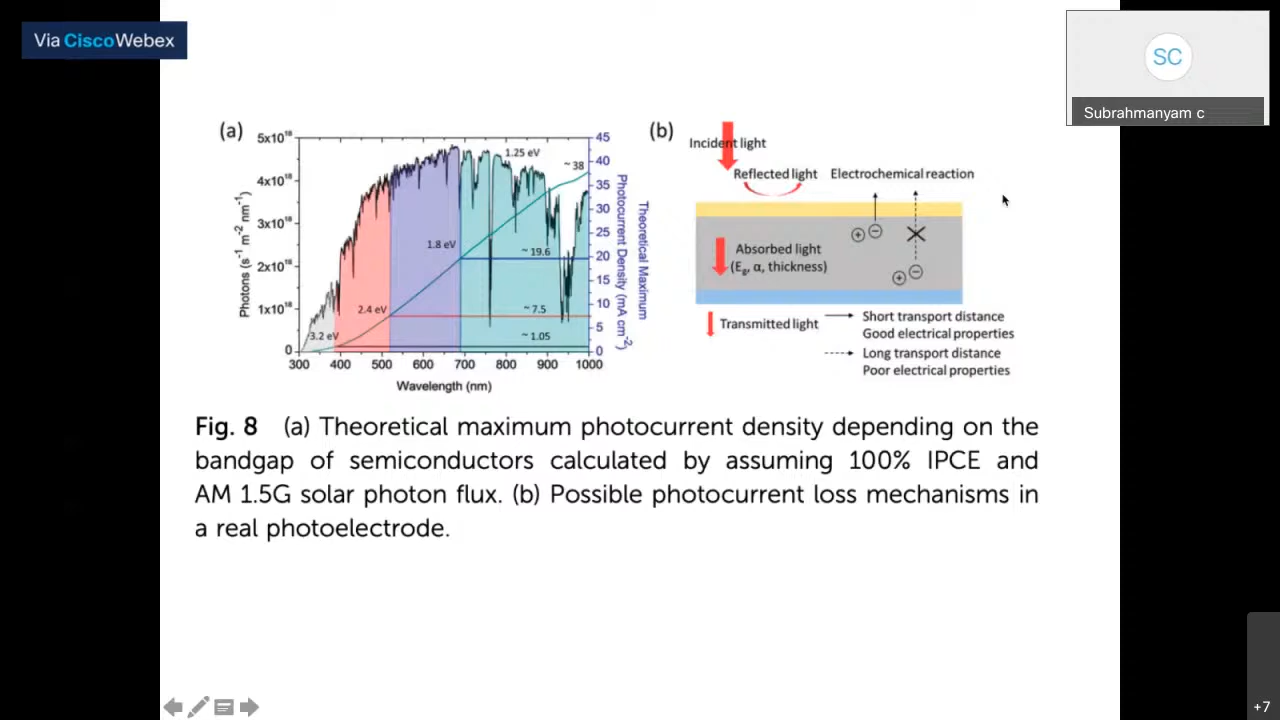 Via CiscoWebex
SC
Subrahmanyam c
(a)
5x10¹⁸
4x10¹⁸
3x10¹⁸
2x10¹⁸
1x10¹⁸
0
Photons (s⁻¹ m⁻² nm⁻¹)
300 400 500 600 700 800 900 1000
Wavelength (nm)
45
40
35
30
25
20
15
10
5
0
Theoretical Maximum
Photocurrent Density (mA cm⁻²)
3.2 eV
2.4 eV
1.8 eV
1.25 eV
~ 38
~ 19.6
~ 7.5
~ 1.05
(b)
Incident light
Reflected light
Electrochemical reaction
Absorbed light
(Eg, α, thickness)
Transmitted light
Short transport distance
Good electrical properties
Long transport distance
Poor electrical properties
Fig. 8 (a) Theoretical maximum photocurrent density depending on the
bandgap of semiconductors calculated by assuming 100% IPCE and
AM 1.5G solar photon flux. (b) Possible photocurrent loss mechanisms in
a real photoelectrode.
+7